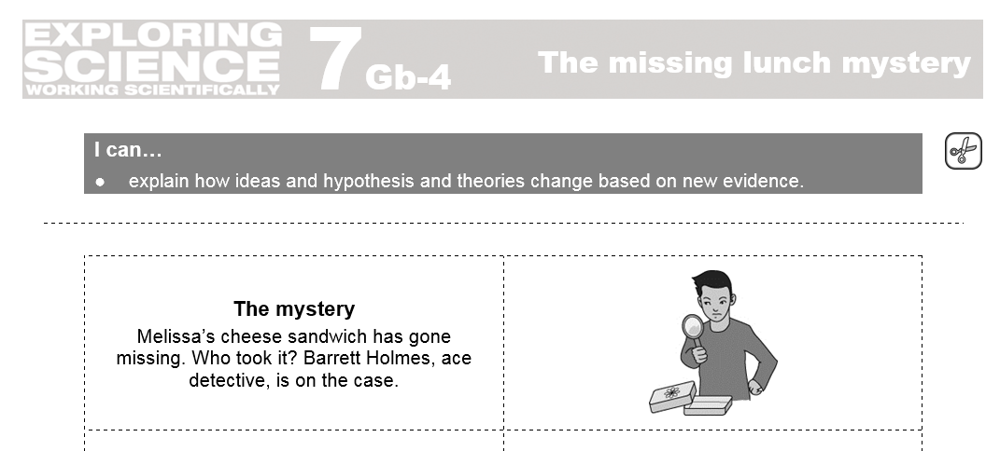 EXPLORING
SCIENCE
WORKING SCIENTIFICALLY
7Gb-4
The missing lunch mystery
I can…
● explain how ideas and hypothesis and theories change based on new evidence.
The mystery
Melissa’s cheese sandwich has gone
missing. Who took it? Barrett Holmes, ace
detective, is on the case.